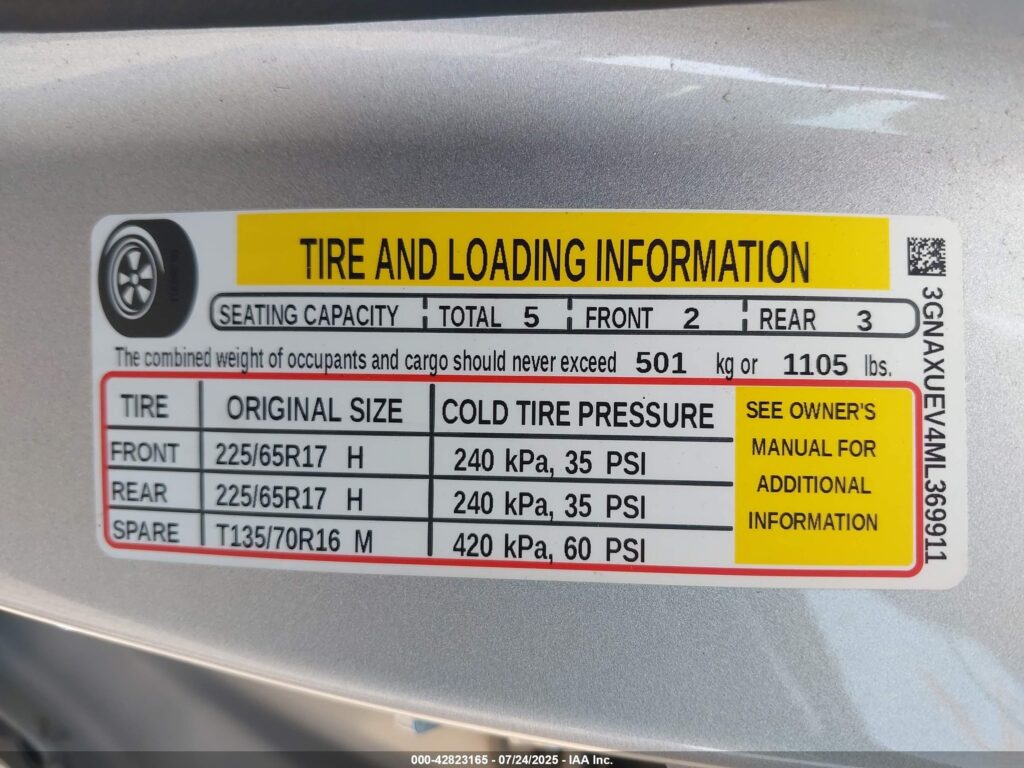 TIRE AND LOADING INFORMATION
SEATING CAPACITY TOTAL 5 FRONT 2 REAR 3
The combined weight of occupants and cargo should never exceed 501 kg or 1105 lbs.
TIRE ORIGINAL SIZE COLD TIRE PRESSURE
FRONT 225/65R17 H 240 kPa, 35 PSI
REAR 225/65R17 H 240 kPa, 35 PSI
SPARE T135/70R16 M 420 kPa, 60 PSI
SEE OWNER'S
MANUAL FOR
ADDITIONAL
INFORMATION
3GNAXUEV4ML369911
000-42823165 - 07/24/2025 - IAA Inc.